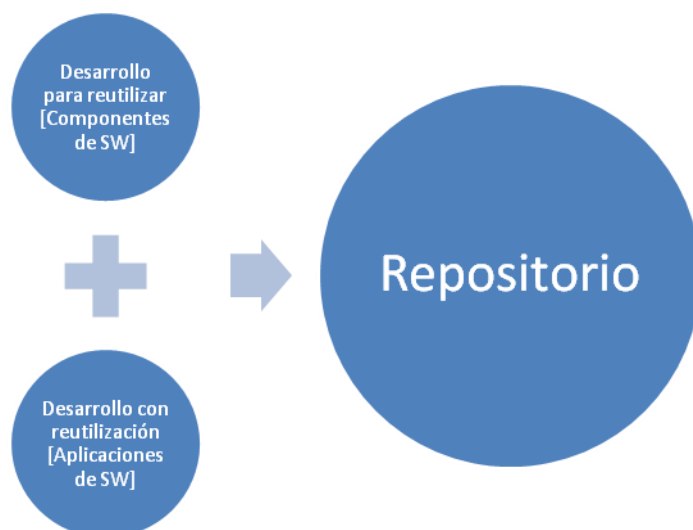 Desarrollo
para reutilizar
[Componentes
de SW]
Repositorio
Desarrollo con
reutilización
[Aplicaciones
de SW]